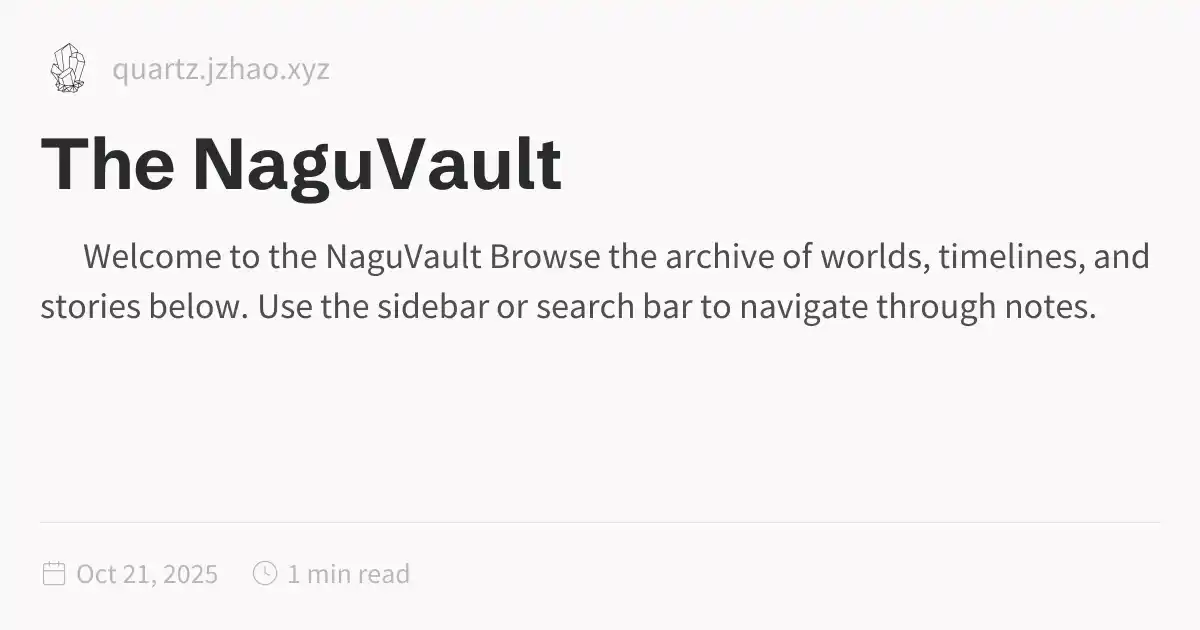 quartz.jzhao.xyz
The NaguVault
Welcome to the NaguVault Browse the archive of worlds, timelines, and
stories below. Use the sidebar or search bar to navigate through notes.
Oct 21, 2025 1 min read